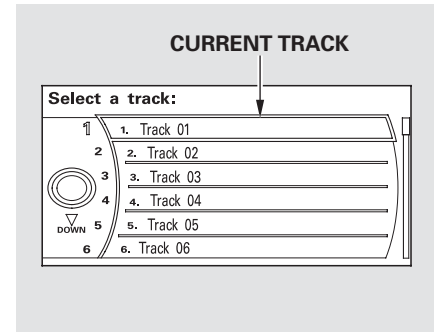 CURRENT TRACK
Select a track:
1 1. Track 01
2 2. Track 02
3 3. Track 03
4 4. Track 04
DOWN 5 5. Track 05
6 6. Track 06